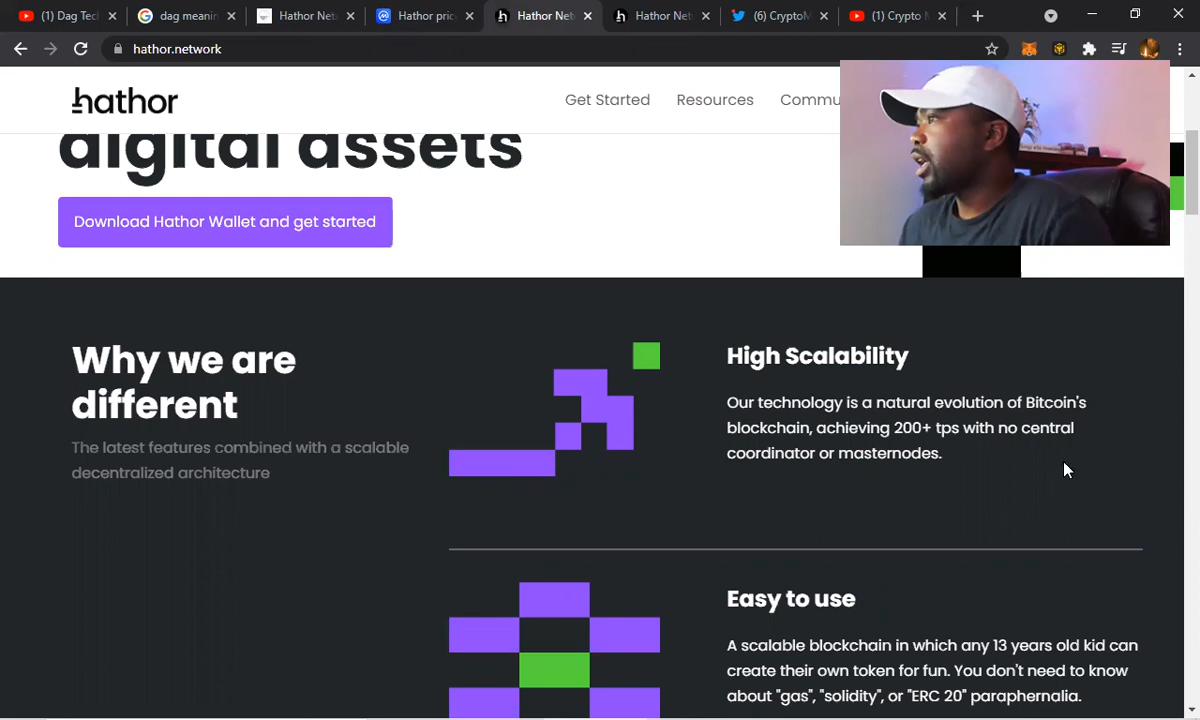 (1) Dag Tec
dag meanin
Hathor Net
Hathor pric
Hathor Net
Hathor Net
(6) CryptoM
(1) Crypto M
hathor.network
hathor
Get Started
Resources
Commu
digital assets
Download Hathor Wallet and get started
Why we are
different
The latest features combined with a scalable
decentralized architecture
High Scalability
Our technology is a natural evolution of Bitcoin's
blockchain, achieving 200+ tps with no central
coordinator or masternodes.
Easy to use
A scalable blockchain in which any 13 years old kid can
create their own token for fun. You don't need to know
about "gas", "solidity", or "ERC 20" paraphernalia.